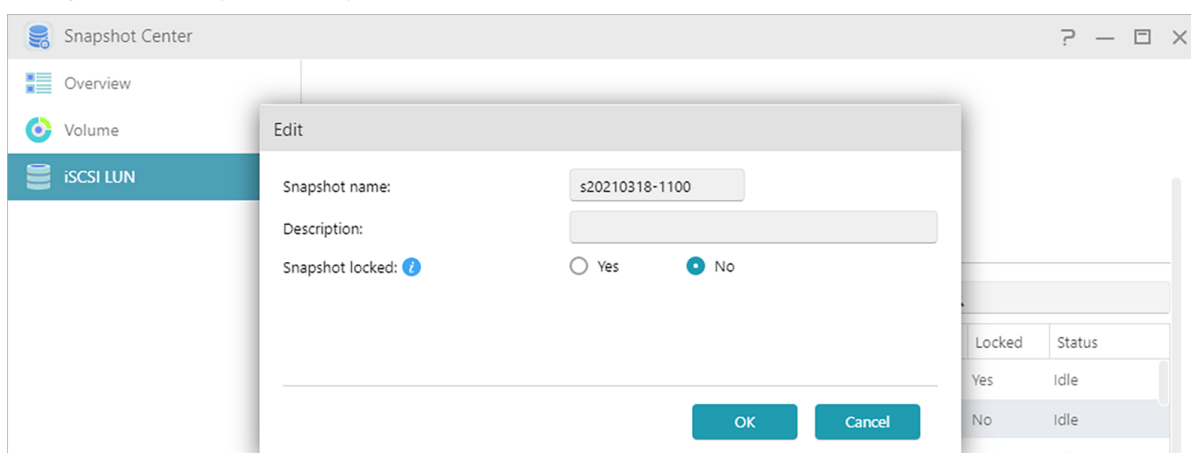 Snapshot Center
Overview
Volume
iSCSI LUN
Edit
Snapshot name: s20210318-1100
Description:
Snapshot locked: i Yes No
OK Cancel
Locked Status
Yes Idle
No Idle